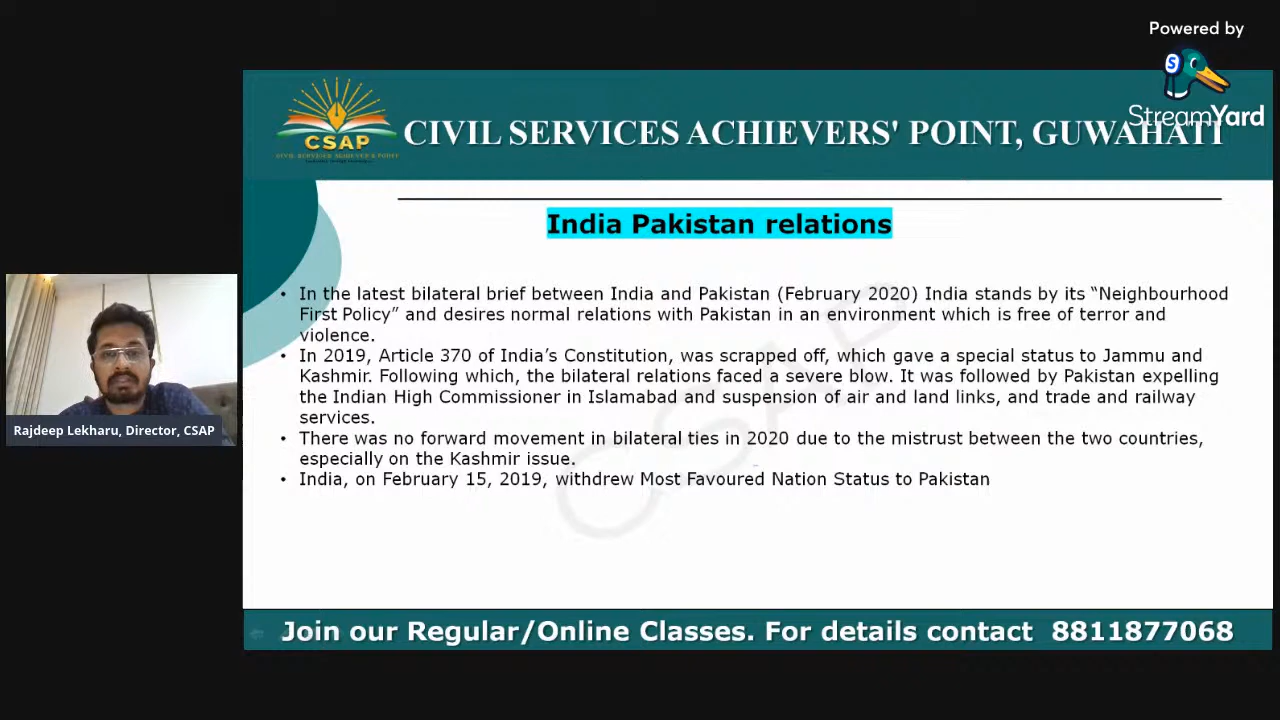 Powered by
StreamYard
CSAP
CIVIL SERVICES ACHIEVERS' POINT, GUWAHATI
India Pakistan relations
• In the latest bilateral brief between India and Pakistan (February 2020) India stands by its “Neighbourhood
First Policy” and desires normal relations with Pakistan in an environment which is free of terror and
violence.
• In 2019, Article 370 of India’s Constitution, was scrapped off, which gave a special status to Jammu and
Kashmir. Following which, the bilateral relations faced a severe blow. It was followed by Pakistan expelling
the Indian High Commissioner in Islamabad and suspension of air and land links, and trade and railway
services.
• There was no forward movement in bilateral ties in 2020 due to the mistrust between the two countries,
especially on the Kashmir issue.
• India, on February 15, 2019, withdrew Most Favoured Nation Status to Pakistan
CSAP
Rajdeep Lekharu, Director, CSAP
Join our Regular/Online Classes. For details contact 8811877068